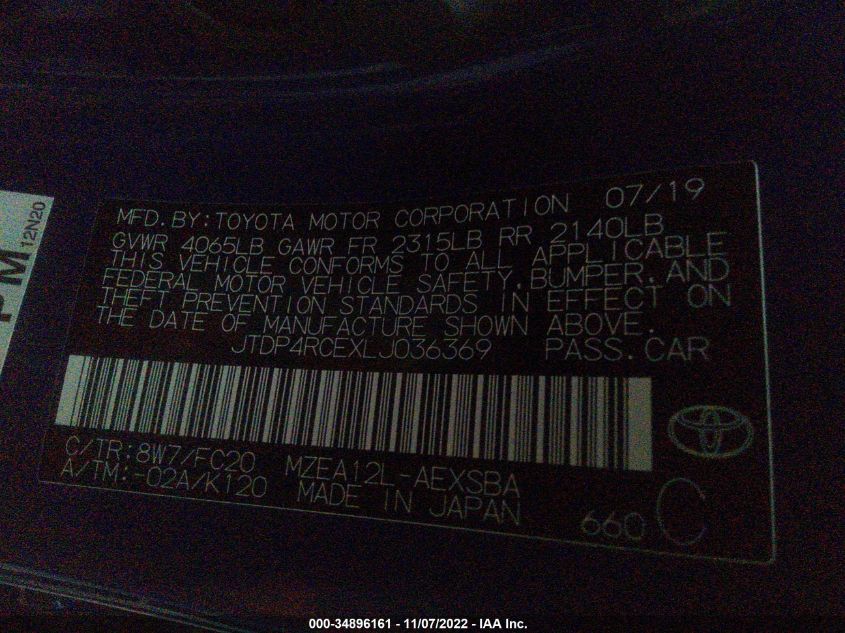 PM
12N20
MFD. BY: TOYOTA MOTOR CORPORATION 07/19
GVWR 4065LB GAWR FR 2315LB RR 2140LB
THIS VEHICLE CONFORMS TO ALL APPLICABLE
FEDERAL MOTOR VEHICLE SAFETY, BUMPER, AND
THEFT PREVENTION STANDARDS IN EFFECT ON
THE DATE OF MANUFACTURE SHOWN ABOVE.
JTDP4RCEXLJ036369 PASS. CAR
C/TR: 8W7/FC20 MZEA12L-AEXSBA
A/TM: -02A/K120 MADE IN JAPAN
660 C
000-34896161 - 11/07/2022 - IAA Inc.